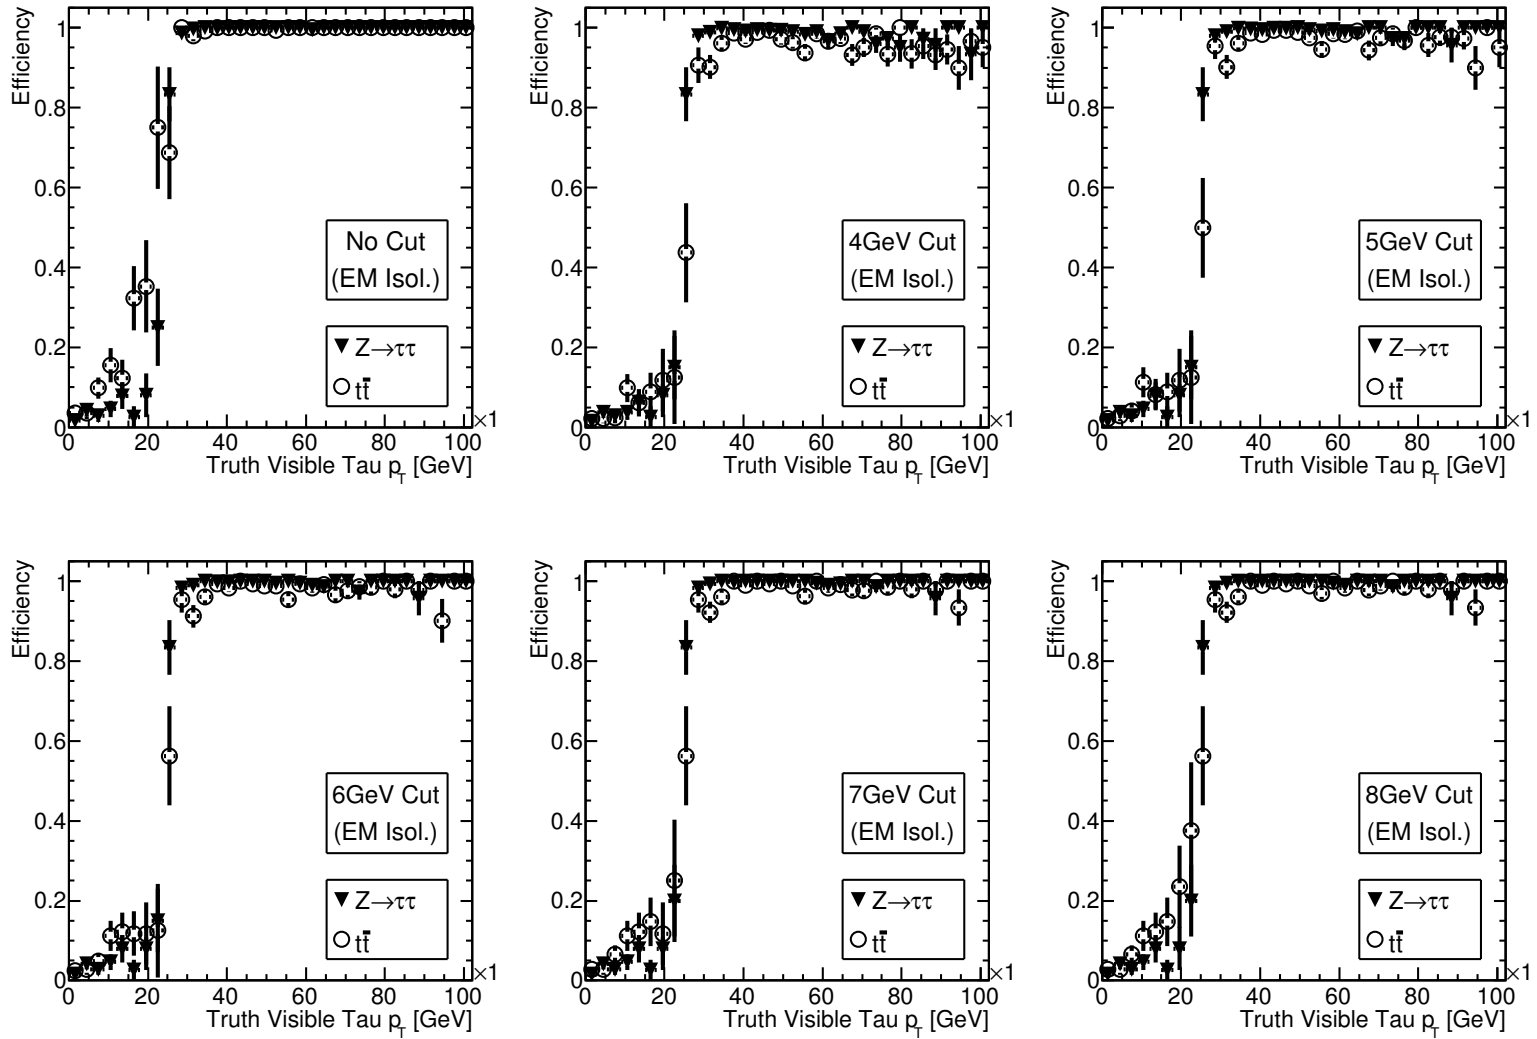 Efficiency
1
0.8
0.6
0.4
0.2
0
No Cut
(EM Isol.)
Z→ττ
tt̄
0 20 40 60 80 100 ×1
Truth Visible Tau p_T [GeV]
Efficiency
1
0.8
0.6
0.4
0.2
0
4GeV Cut
(EM Isol.)
Z→ττ
tt̄
0 20 40 60 80 100 ×1
Truth Visible Tau p_T [GeV]
Efficiency
1
0.8
0.6
0.4
0.2
0
5GeV Cut
(EM Isol.)
Z→ττ
tt̄
0 20 40 60 80 100 ×1
Truth Visible Tau p_T [GeV]
Efficiency
1
0.8
0.6
0.4
0.2
0
6GeV Cut
(EM Isol.)
Z→ττ
tt̄
0 20 40 60 80 100 ×1
Truth Visible Tau p_T [GeV]
Efficiency
1
0.8
0.6
0.4
0.2
0
7GeV Cut
(EM Isol.)
Z→ττ
tt̄
0 20 40 60 80 100 ×1
Truth Visible Tau p_T [GeV]
Efficiency
1
0.8
0.6
0.4
0.2
0
8GeV Cut
(EM Isol.)
Z→ττ
tt̄
0 20 40 60 80 100 ×1
Truth Visible Tau p_T [GeV]